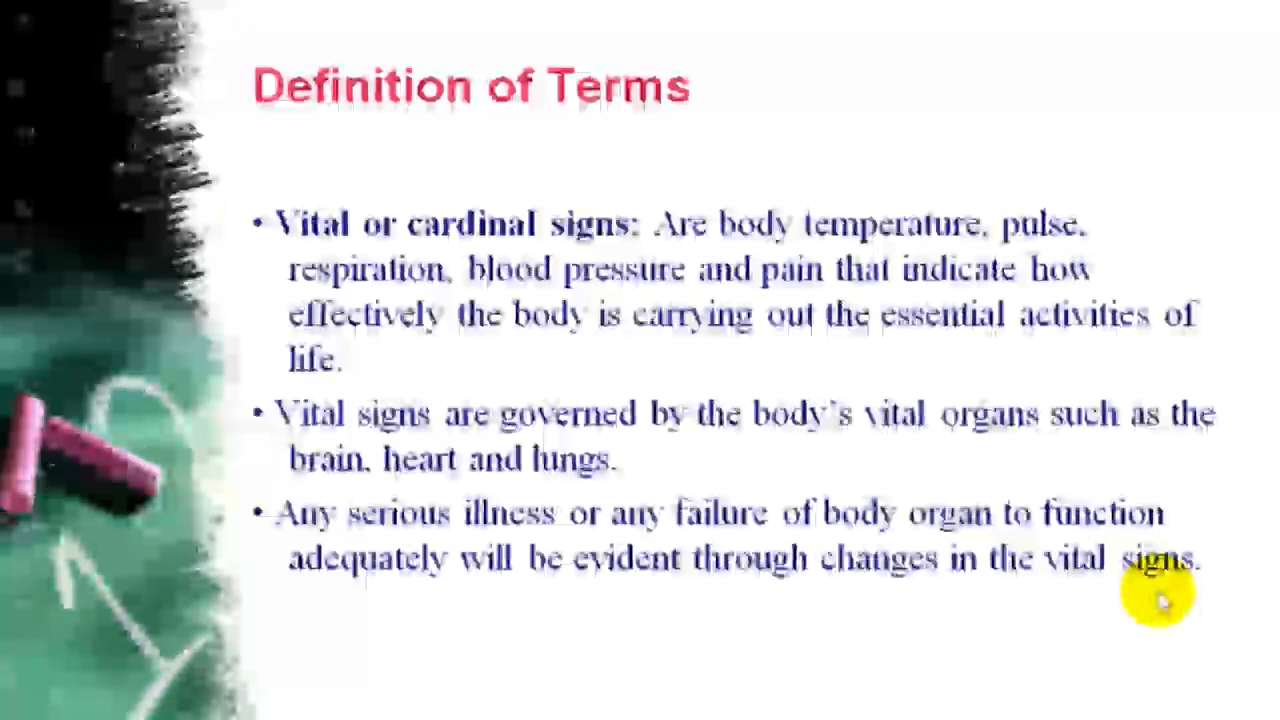 Definition of Terms
• Vital or cardinal signs: Are body temperature, pulse,
respiration, blood pressure and pain that indicate how
effectively the body is carrying out the essential activities of
life.
• Vital signs are governed by the body's vital organs such as the
brain, heart and lungs.
• Any serious illness or any failure of body organ to function
adequately will be evident through changes in the vital signs.